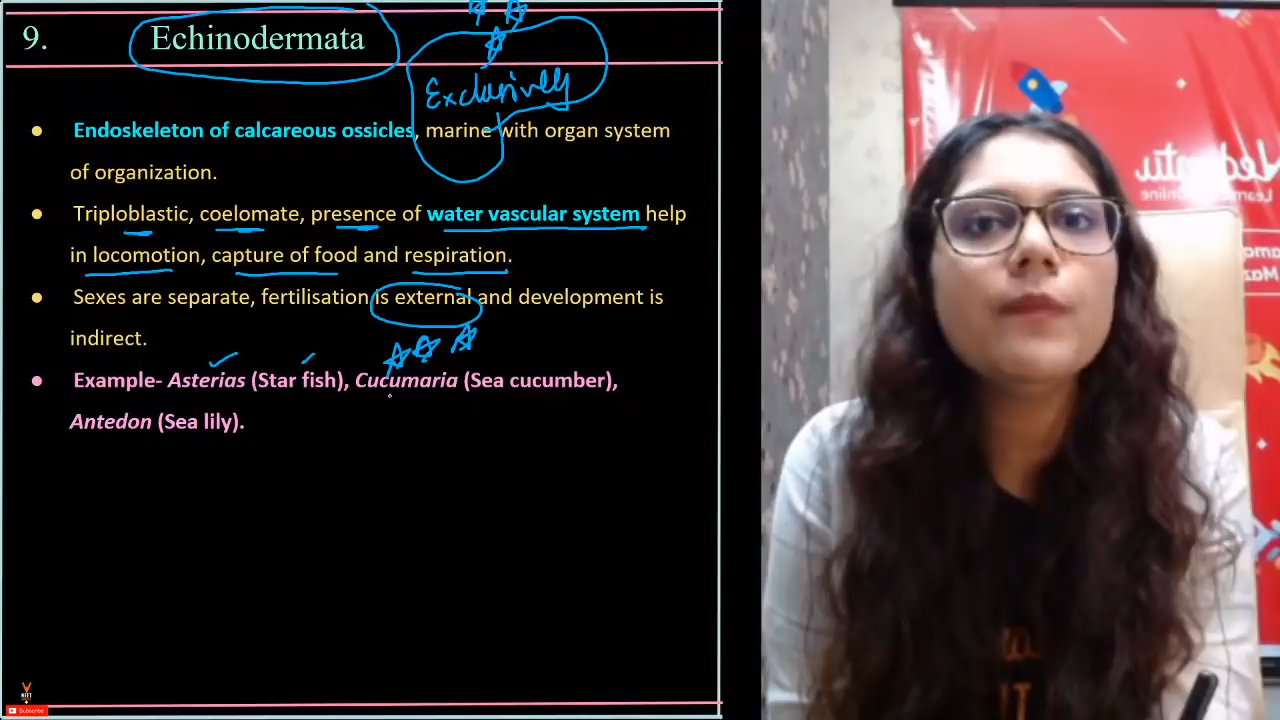 9. Echinodermata
Exclusively
Endoskeleton of calcareous ossicles, marine with organ system
of organization.
Triploblastic, coelomate, presence of water vascular system help
in locomotion, capture of food and respiration.
Sexes are separate, fertilisation is external and development is
indirect.
Example- Asterias (Star fish), Cucumaria (Sea cucumber),
Antedon (Sea lily).
NEET
Subscribe